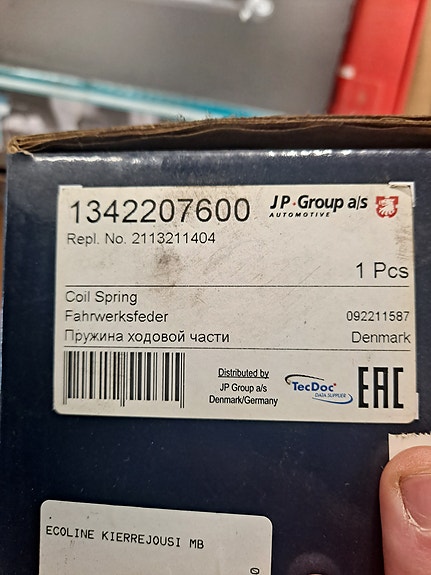 1342207600
JP Group a/s
AUTOMOTIVE
Repl. No. 2113211404
1 Pcs
Coil Spring
Fahrwerksfeder
092211587
Пружина ходовой части
Denmark
Distributed by
JP Group a/s
Denmark/Germany
TecDoc
DATA SUPPLIER
EAC
ECOLINE KIERREJOUSI MB